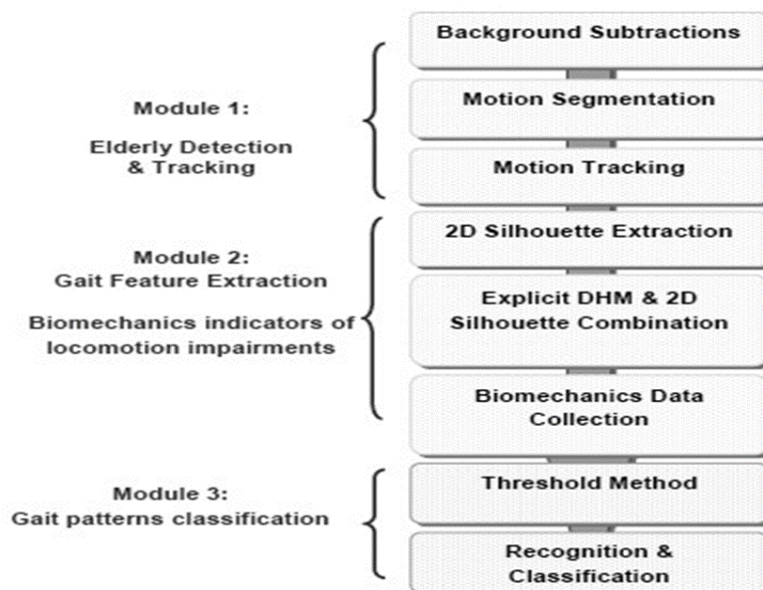 Background Subtractions
Module 1:
Elderly Detection
& Tracking
Motion Segmentation
Motion Tracking
2D Silhouette Extraction
Module 2:
Gait Feature Extraction
Biomechanics indicators of
locomotion impairments
Explicit DHM & 2D
Silhouette Combination
Biomechanics Data
Collection
Module 3:
Gait patterns classification
Threshold Method
Recognition &
Classification